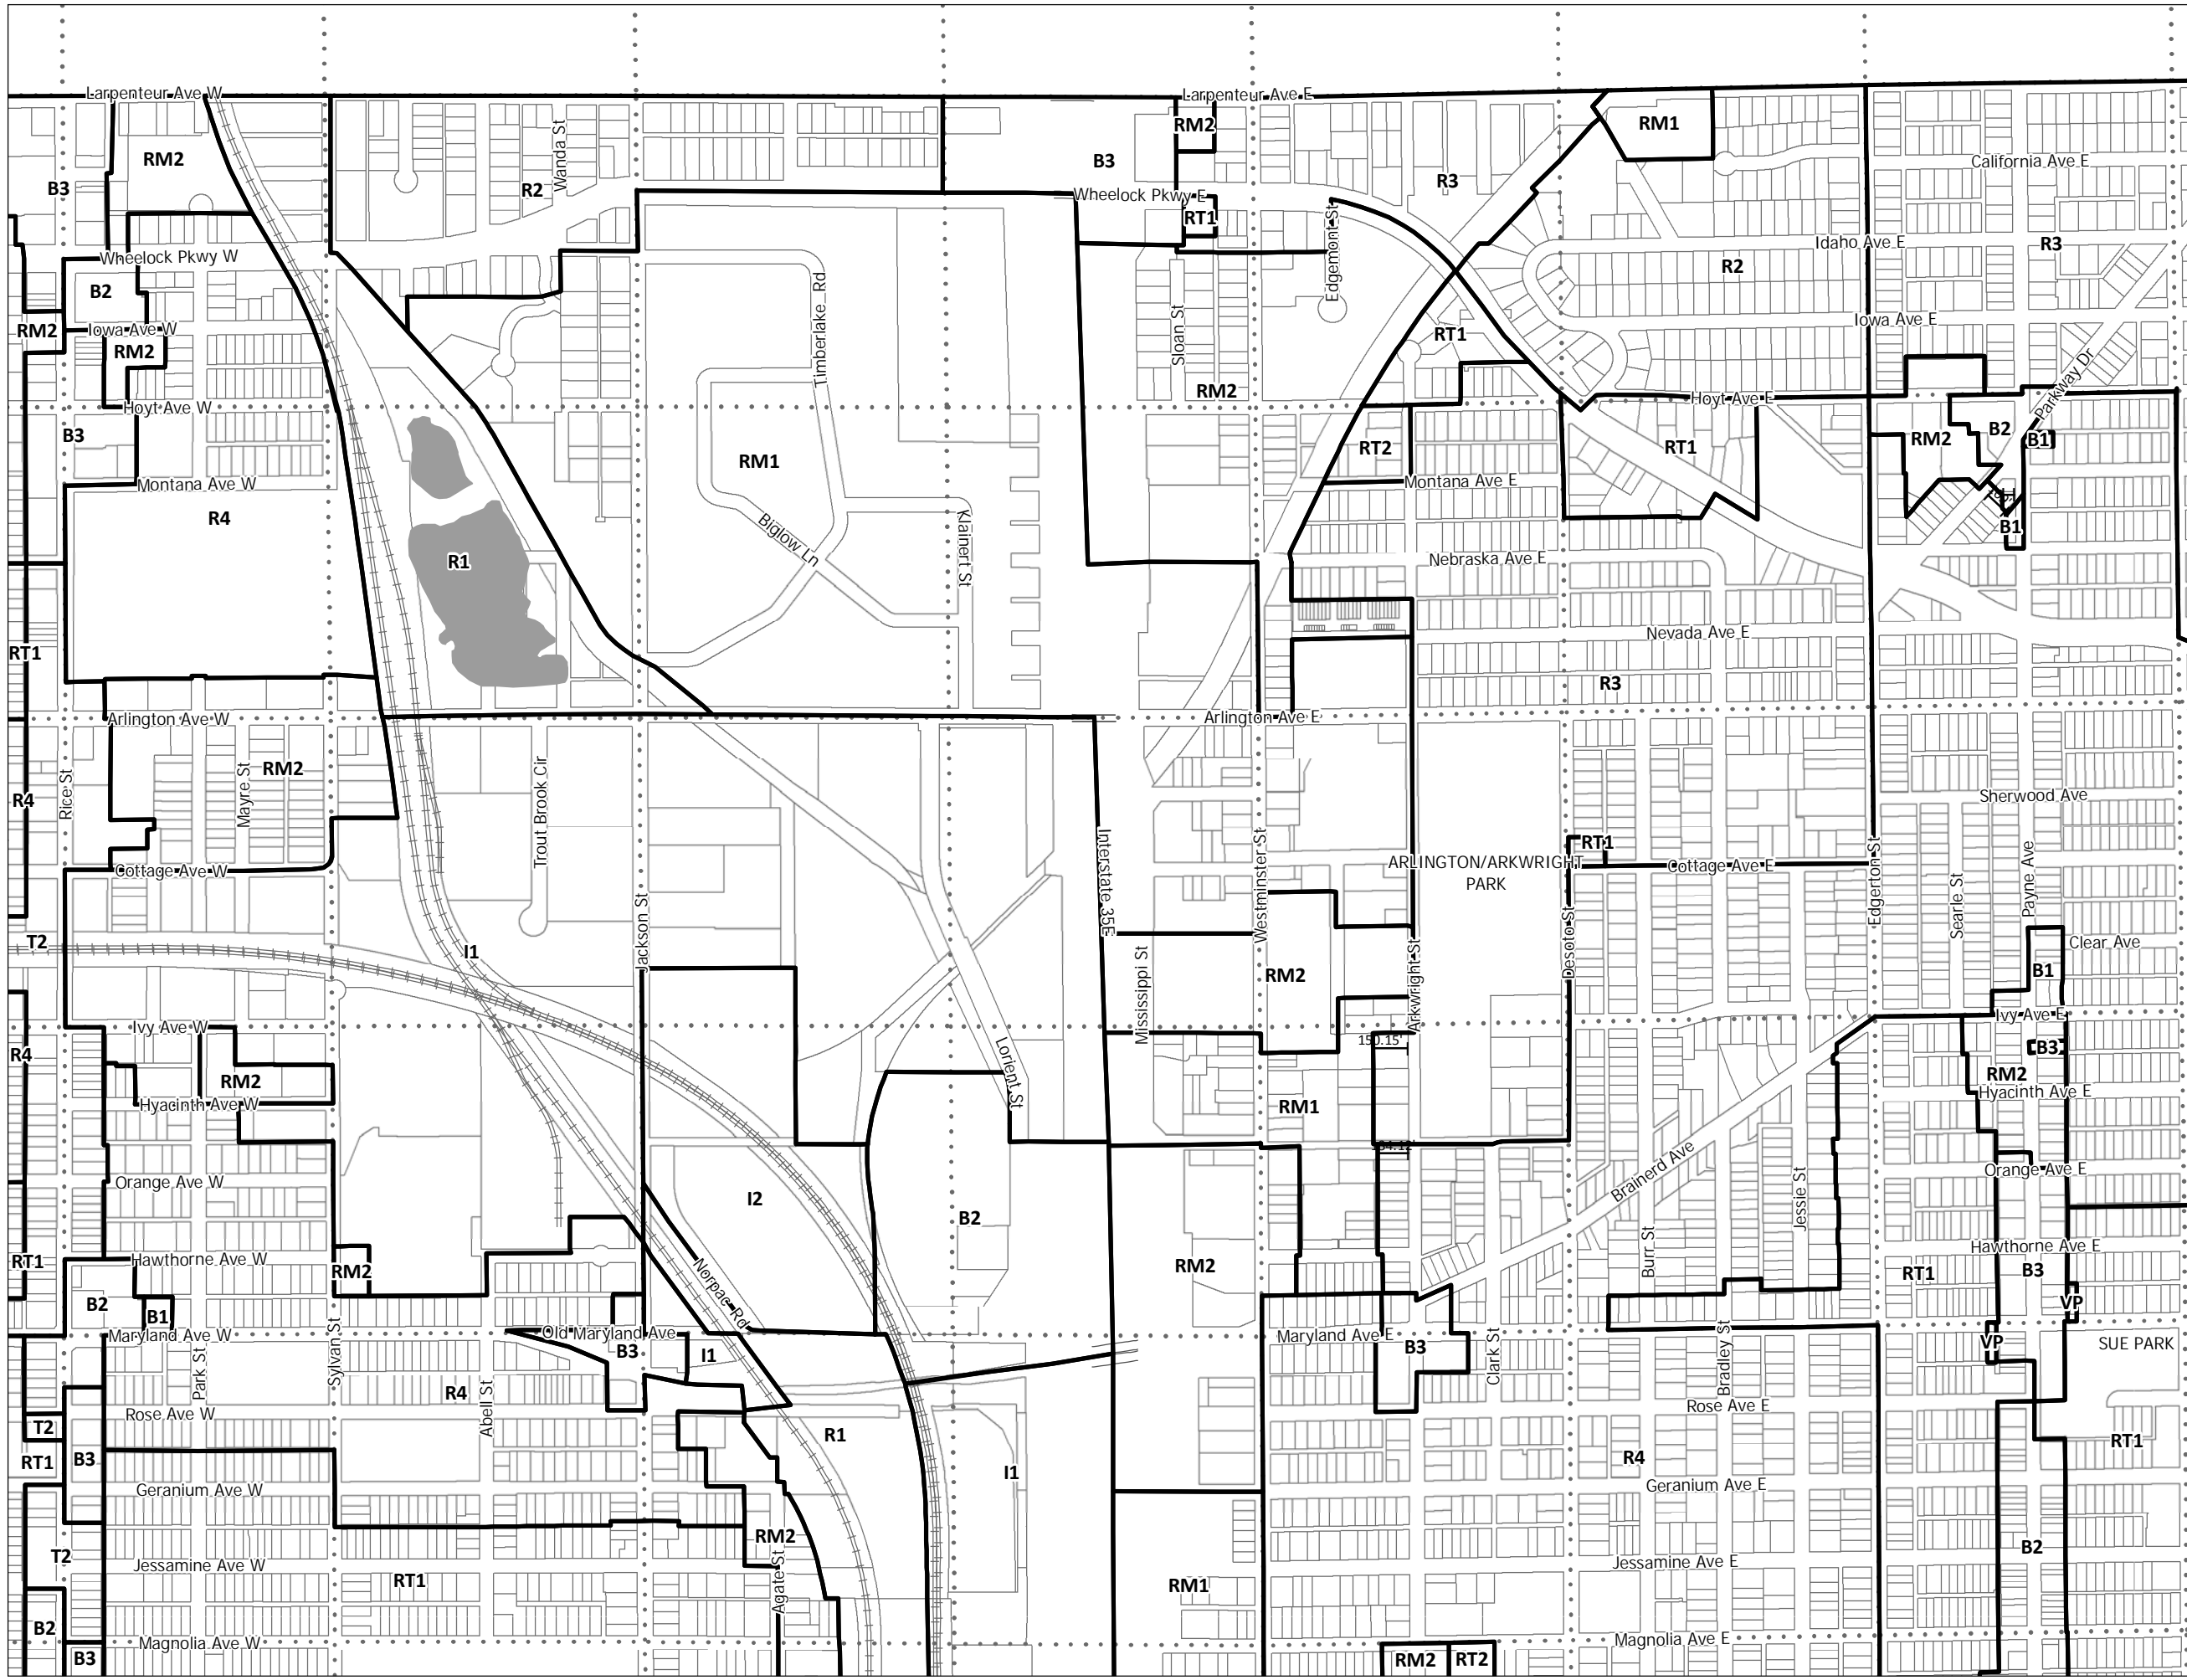 Larpenteur Ave W
Larpenteur Ave E
RM2
RM1
RM2
B3
California Ave E
Wanda St
R3
B3
R2
Wheelock Pkwy E
RT1
Edgemont St
Idaho Ave E
R3
Wheelock Pkwy W
R2
B2
Timberlake Rd
Sloan St
Iowa Ave E
RM2
Iowa Ave W
RT1
RM2
Parkway Dr
RM2
Hoyt Ave W
Hoyt Ave E
B3
RT2
RT1
RM2
B2
B1
RM1
Montana Ave W
Montana Ave E
R4
B1
Biglow Ln
Klainert St
R1
Nebraska Ave E
Nevada Ave E
RT1
R3
Arlington Ave W
Arlington Ave E
RM2
Rice St
Mayre St
R4
Trout Brook Cir
Sherwood Ave
Interstate 35E
Westminster St
RT1
ARLINGTON/ARKWRIGHT
PARK
Cottage Ave W
Cottage Ave E
Edgerton St
Searle St
Payne Ave
Jackson St
T2
I1
Mississippi St
RM2
Arkwright St
Desoto St
Clear Ave
B1
Ivy Ave W
Ivy Ave E
R4
150.15'
B3
RM2
Lorient St
RM2
Hyacinth Ave W
RM1
Hyacinth Ave E
Orange Ave W
Brainerd Ave
Jessie St
Orange Ave E
I2
B2
Hawthorne Ave W
Hawthorne Ave E
RT1
RM2
Norpac Rd
RM2
Burr St
RT1
B3
B2
B1
VP
Maryland Ave W
Old Maryland Ave
Maryland Ave E
B3
I1
B3
Clark St
Bradley St
VP
SUE PARK
Park St
Sylvan St
R4
Abell St
Rose Ave W
Rose Ave E
T2
R1
RT1
B3
I1
R4
RT1
Geranium Ave W
Geranium Ave E
RM2
T2
Jessamine Ave W
Jessamine Ave E
B2
RT1
Agate St
RM1
B2
Magnolia Ave W
Magnolia Ave E
B3
RM2
RT2